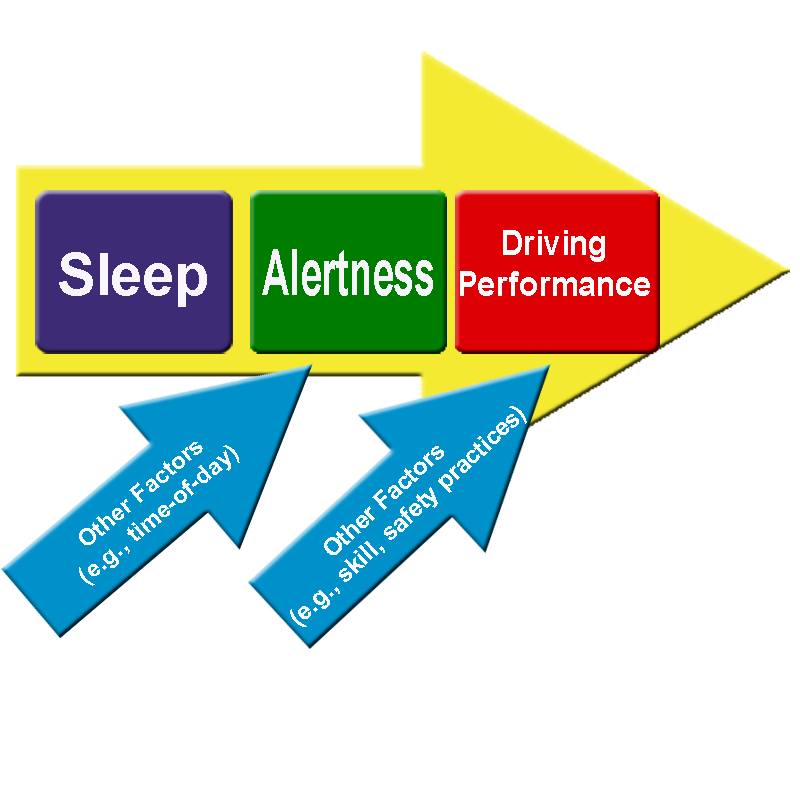 Sleep
Alertness
Driving
Performance
Other Factors
(e.g., time-of-day)
Other Factors
(e.g., skill, safety practices)